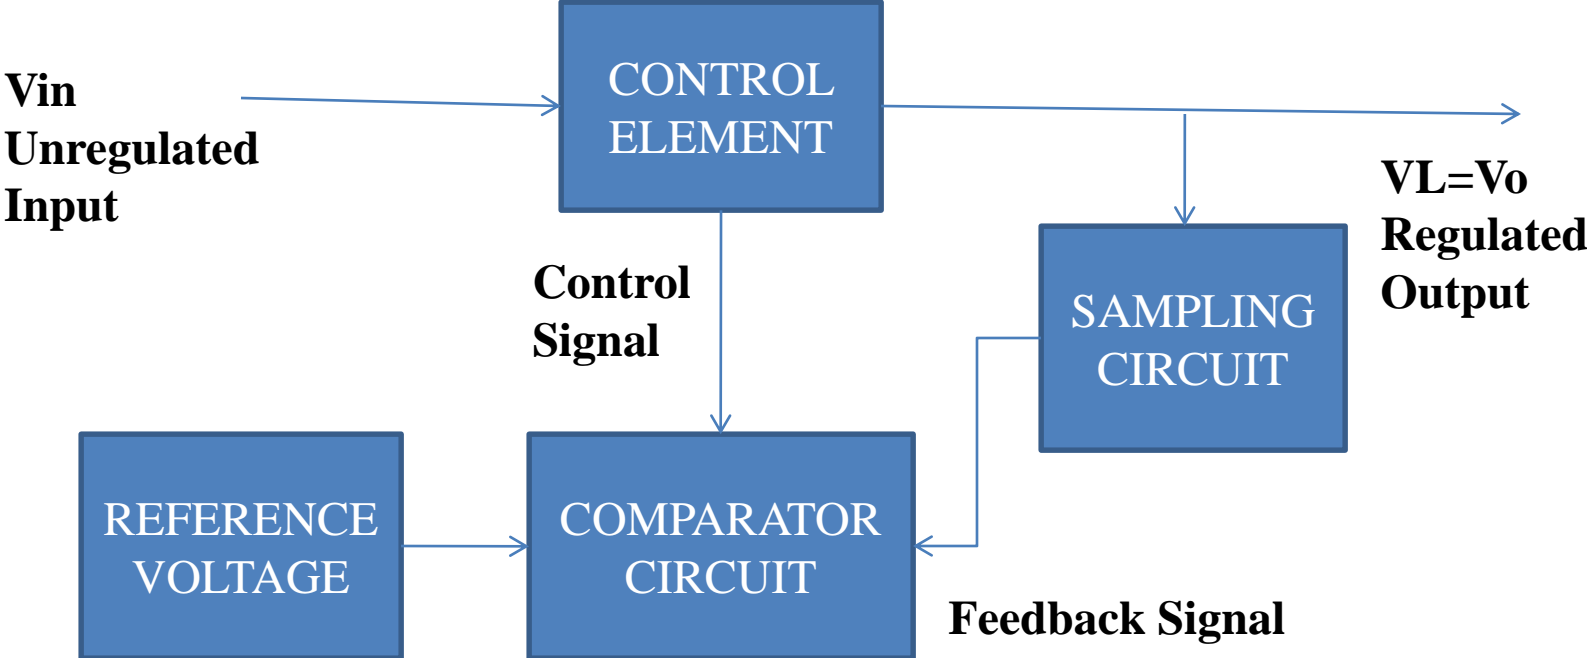 Vin
Unregulated
Input
CONTROL
ELEMENT
VL=Vo
Regulated
Output
Control
Signal
SAMPLING
CIRCUIT
REFERENCE
VOLTAGE
COMPARATOR
CIRCUIT
Feedback Signal